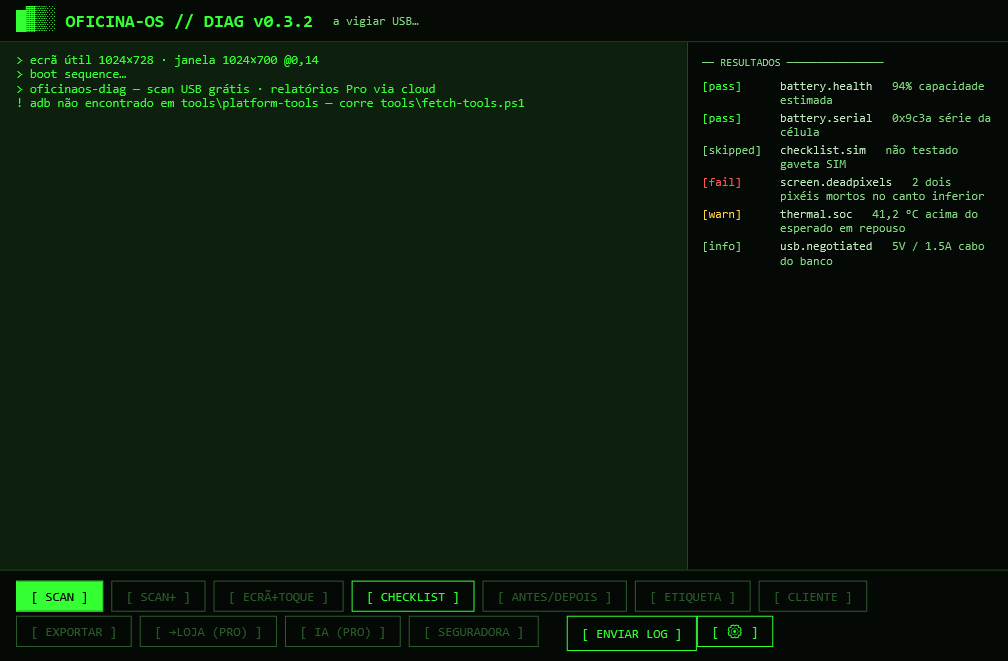 OFICINA-OS // DIAG v0.3.2 a vigiar USB…
> ecrã útil 1024×728 · janela 1024×700 @0,14
> boot sequence…
> oficinaos-diag — scan USB grátis · relatórios Pro via cloud
! adb não encontrado em tools\platform-tools — corre tools\fetch-tools.ps1
── RESULTADOS ────────────────
[pass] battery.health 94% capacidade
estimada
[pass] battery.serial 0x9c3a série da
célula
[skipped] checklist.sim não testado
gaveta SIM
[fail] screen.deadpixels 2 dois
pixéis mortos no canto inferior
[warn] thermal.soc 41,2 ºC acima do
esperado em repouso
[info] usb.negotiated 5V / 1.5A cabo
do banco
[ SCAN ] [ SCAN+ ] [ ECRÃ+TOQUE ] [ CHECKLIST ] [ ANTES/DEPOIS ] [ ETIQUETA ] [ CLIENTE ]
[ EXPORTAR ] [ →LOJA (PRO) ] [ IA (PRO) ] [ SEGURADORA ] [ ENVIAR LOG ] [ ⚙ ]